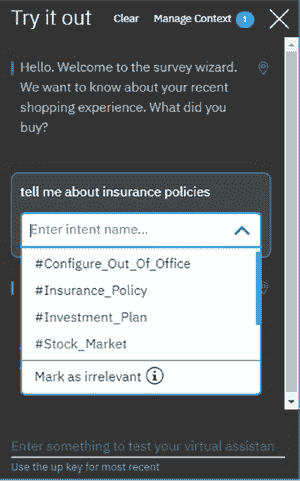 Try it out Clear Manage Context 1
Hello. Welcome to the survey wizard.
We want to know about your recent
shopping experience. What did you
buy?
tell me about insurance policies
Enter intent name...
#Configure_Out_Of_Office
#Insurance_Policy
#Investment_Plan
#Stock_Market
Mark as irrelevant
Enter something to test your virtual assistan
Use the up key for most recent